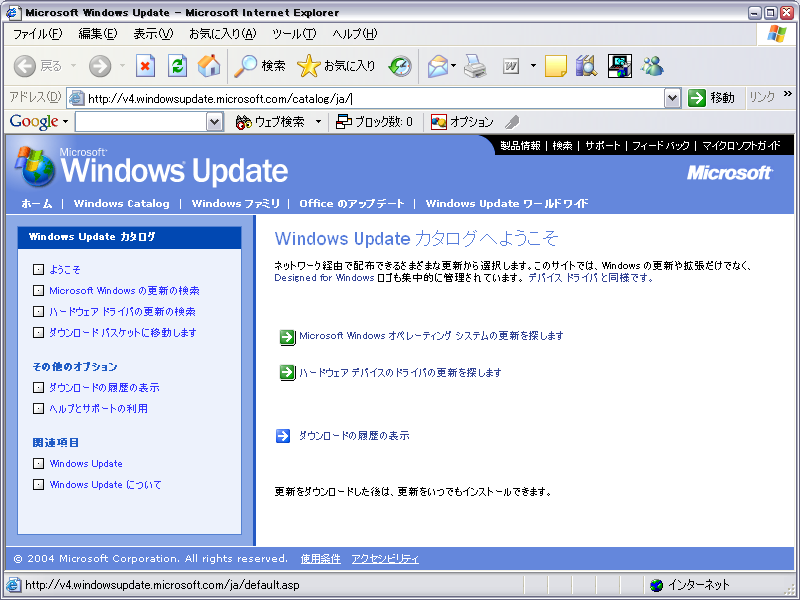 Microsoft Windows Update - Microsoft Internet Explorer
ファイル(F) 編集(E) 表示(V) お気に入り(A) ツール(T) ヘルプ(H)
戻る 検索 お気に入り
アドレス(D) http://v4.windowsupdate.microsoft.com/catalog/ja/ 移動 リンク »
Google ウェブ検索 ブロック数: 0 オプション
製品情報 | 検索 | サポート | フィードバック | マイクロソフトガイド
Microsoft
Windows Update
Microsoft
ホーム | Windows Catalog | Windows ファミリ | Office のアップデート | Windows Update ワールドワイド
Windows Update カタログ
ようこそ
Microsoft Windows の更新の検索
ハードウェア ドライバの更新の検索
ダウンロード バスケットに移動します
その他のオプション
ダウンロードの履歴の表示
ヘルプとサポートの利用
関連項目
Windows Update
Windows Update について
Windows Update カタログへようこそ
ネットワーク経由で配布できるさまざまな更新から選択します。このサイトでは、Windows の更新や拡張だけでなく、
Designed for Windows ロゴも集中的に管理されています。 デバイス ドライバと同様です。
Microsoft Windows オペレーティング システムの更新を探します
ハードウェア デバイスのドライバの更新を探します
ダウンロードの履歴の表示
更新をダウンロードした後は、更新をいつでもインストールできます。
© 2004 Microsoft Corporation. All rights reserved. 使用条件 アクセシビリティ
http://v4.windowsupdate.microsoft.com/ja/default.asp インターネット